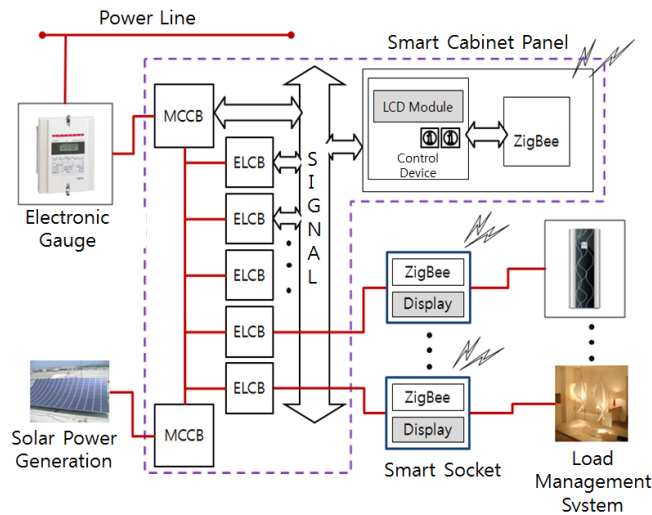 Power Line
Smart Cabinet Panel
MCCB
LCD Module
Control
Device
ZigBee
ELCB
ELCB
ELCB
ELCB
ELCB
MCCB
SIGNAL
Electronic
Gauge
Solar Power
Generation
ZigBee
Display
ZigBee
Display
Smart Socket
Load
Management
System